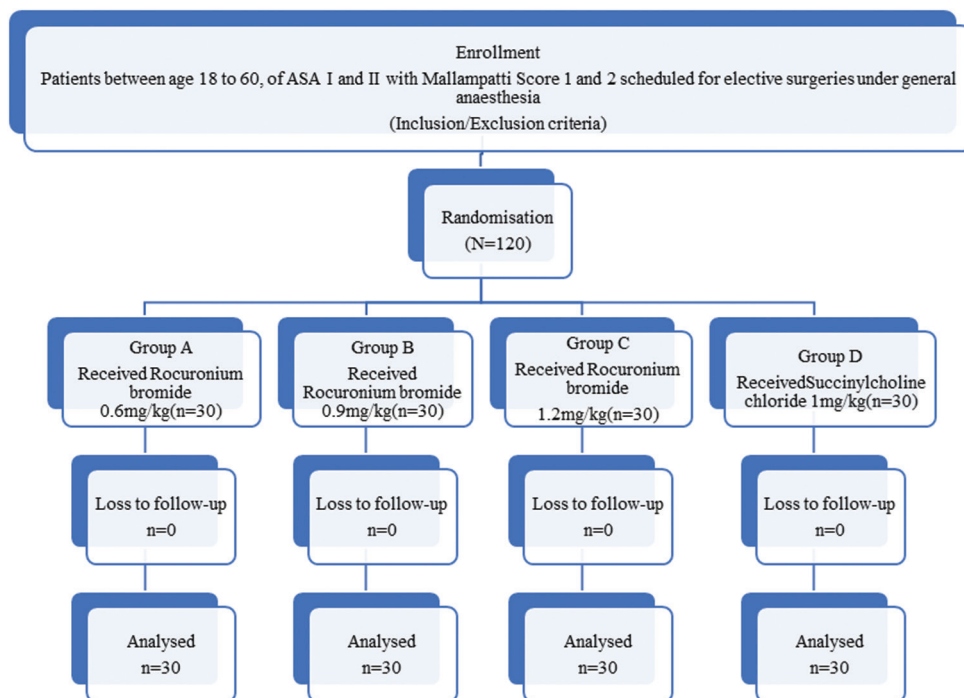 Enrollment
Patients between age 18 to 60, of ASA I and II with Mallampatti Score 1 and 2 scheduled for elective surgeries under general
anaesthesia
(Inclusion/Exclusion criteria)
Randomisation
(N=120)
Group A
Received Rocuronium
bromide
0.6mg/kg(n=30)
Group B
Received
Rocuronium bromide
0.9mg/kg(n=30)
Group C
Received Rocuronium
bromide
1.2mg/kg(n=30)
Group D
ReceivedSuccinylcholine
chloride 1mg/kg(n=30)
Loss to follow-up
n=0
Loss to follow-up
n=0
Loss to follow-up
n=0
Loss to follow-up
n=0
Analysed
n=30
Analysed
n=30
Analysed
n=30
Analysed
n=30